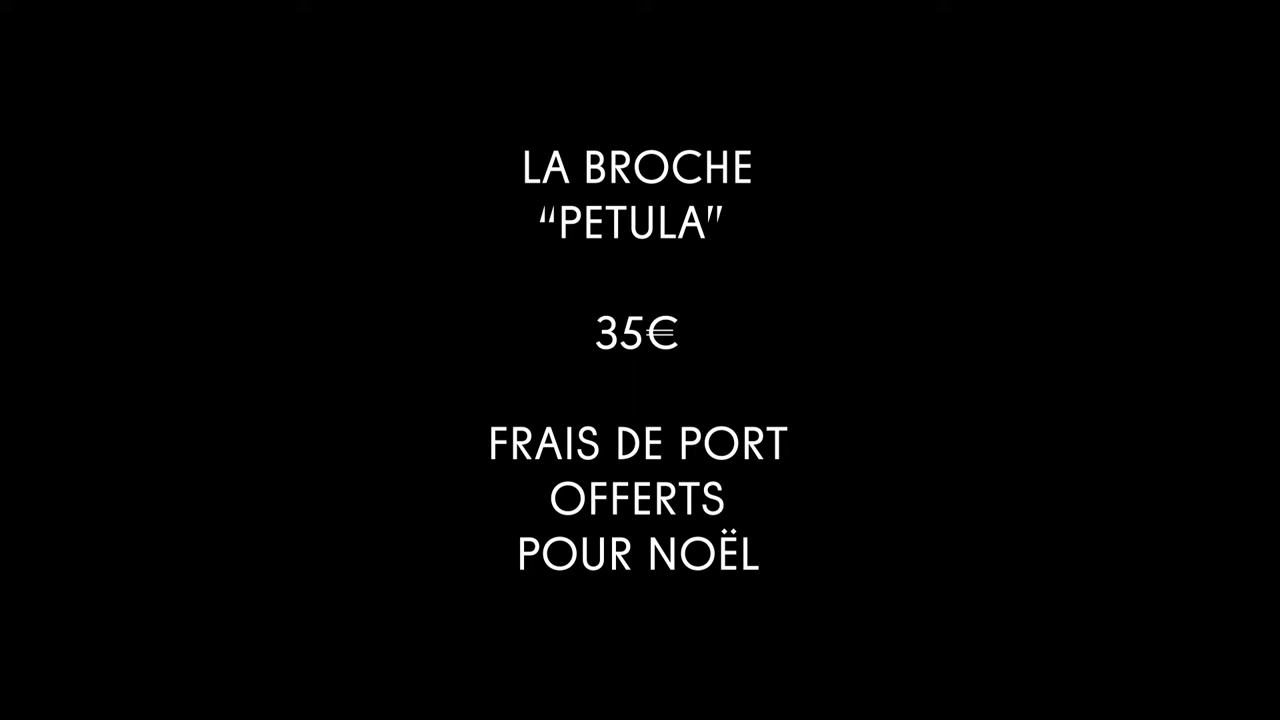 LA BROCHE
“PETULA”
35€
FRAIS DE PORT
OFFERTS
POUR NOËL